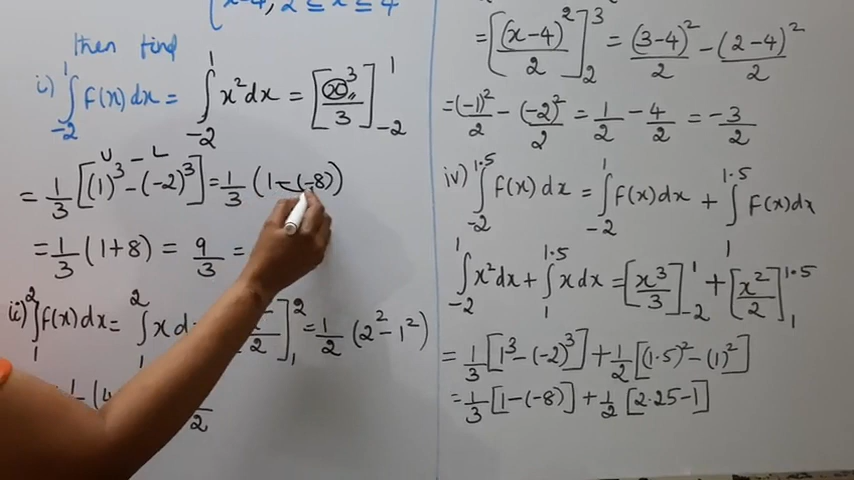 x-4, 2 ≤ x ≤ 4
then find
i) ∫_{-2}^{1} f(x) dx = ∫_{-2}^{1} x² dx = [(x)³/3]_{-2}^{1}
U - L
= 1/3 [(1)³ - (-2)³] = 1/3 (1-(-8))
= 1/3 (1+8) = 9/3 =
ii) ∫_{1}^{2} f(x) dx = ∫_{1}^{2} x d /2]_{1}^{2} = 1/2 (2² - 1²)
= [(x-4)²/2]_{2}^{3} = (3-4)²/2 - (2-4)²/2
= (-1)²/2 - (-2)²/2 = 1/2 - 4/2 = -3/2
iv) ∫_{-2}^{1.5} f(x) dx = ∫_{-2}^{1} f(x) dx + ∫_{1}^{1.5} f(x) dx
∫_{-2}^{1} x² dx + ∫_{1}^{1.5} x dx = [x³/3]_{-2}^{1} + [x²/2]_{1}^{1.5}
= 1/3 [1³ - (-2)³] + 1/2 [(1.5)² - (1)²]
= 1/3 [1-(-8)] + 1/2 [2.25-1]